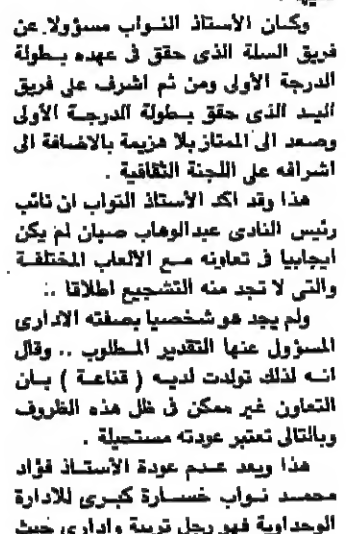 وكان الأستاذ النواب مسؤولا عن
فريق السلة الذى حقق فى عهده بطولة
الدرجة الأولى ومن ثم اشرف على فريق
اليد الذى حقق بطولة الدرجة الأولى
وصعد الى الممتاز بلا هزيمة بالاضافة الى
اشرافه على اللجنة الثقافية .
هذا وقد اكد الأستاذ النواب ان نائب
رئيس النادى عبدالوهاب صبان لم يكن
ايجابيا فى تعاونه مع الألعاب المختلفة
والتى لا تجد منه التشجيع اطلاقا ..
ولم يجد هو شخصيا بصفته الادارى
المسؤول عنها التقدير المطلوب .. وقال
انه لذلك تولدت لديه ( قناعة ) بان
التعاون غير ممكن فى ظل هذه الظروف
وبالتالى تعتبر عودته مستحيلة .
هذا ويعد عدم عودة الأستاذ فؤاد
محمد نواب خسارة كبرى للادارة
الوحداوية فهو رجل تربية وادارى حيث